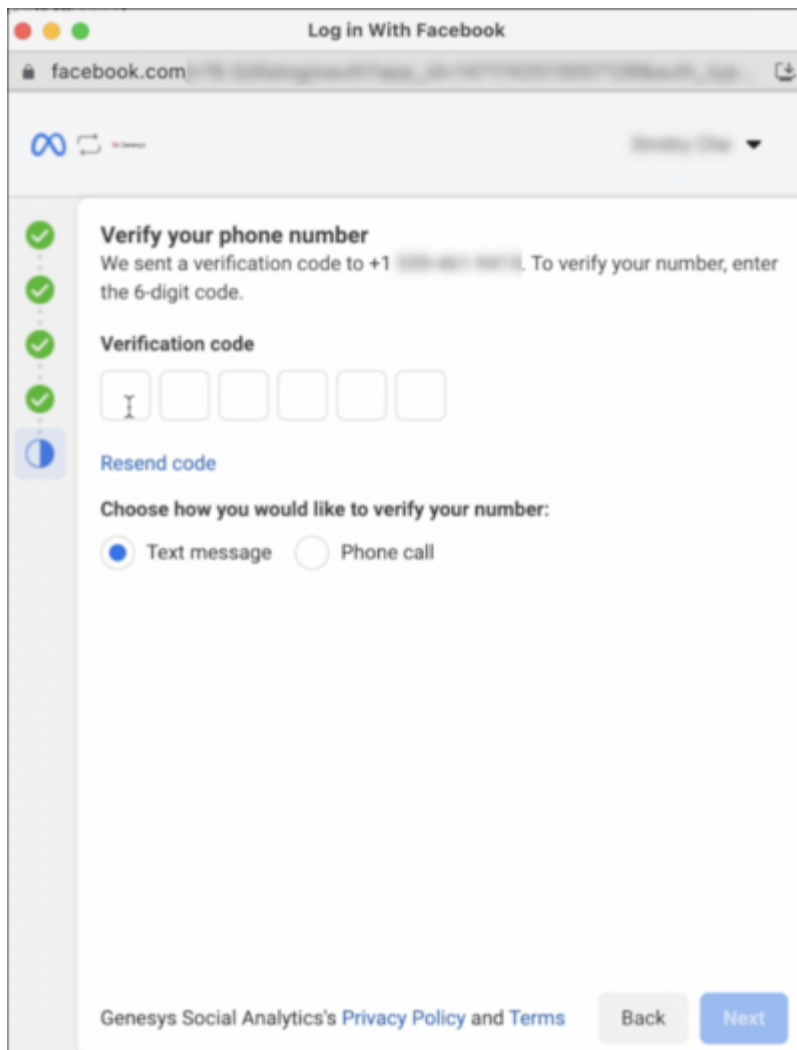 Log in With Facebook
facebook.com
Verify your phone number
We sent a verification code to +1 . To verify your number, enter
the 6-digit code.
Verification code
Resend code
Choose how you would like to verify your number:
Text message Phone call
Genesys Social Analytics's Privacy Policy and Terms Back Next